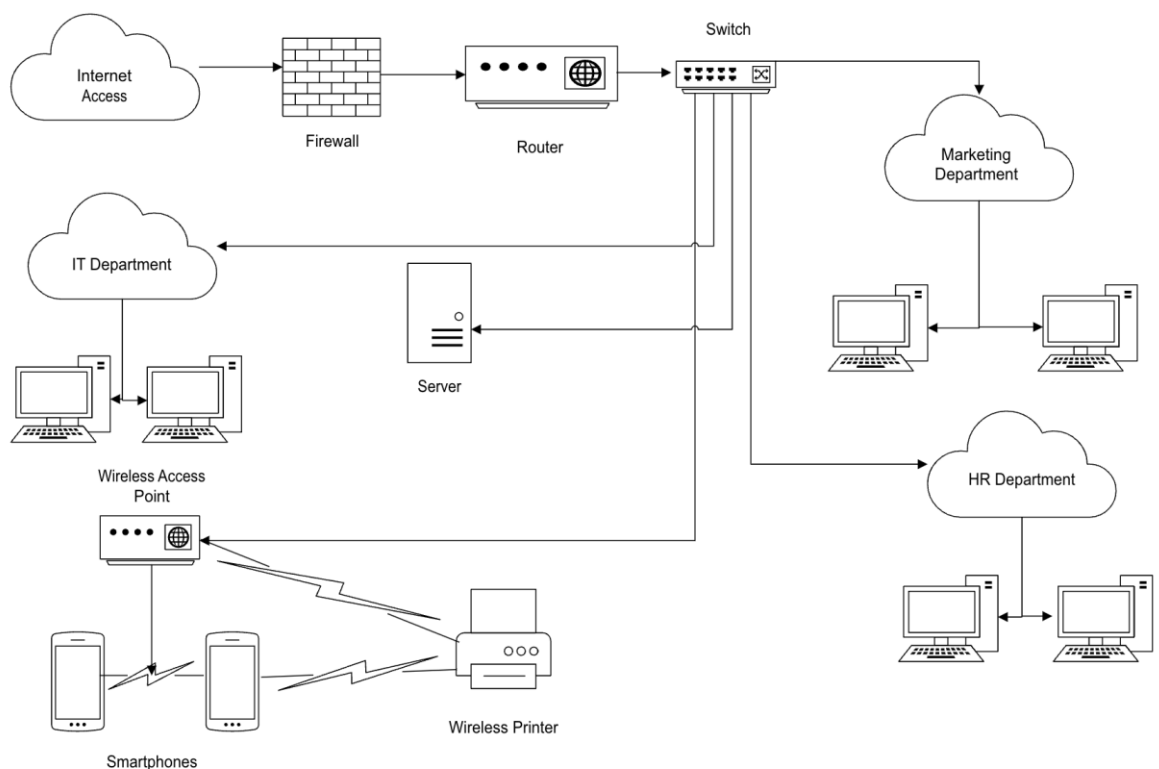 Switch
Internet
Access
Firewall
Router
Marketing
Department
IT Department
Server
Wireless Access
Point
HR Department
Wireless Printer
Smartphones